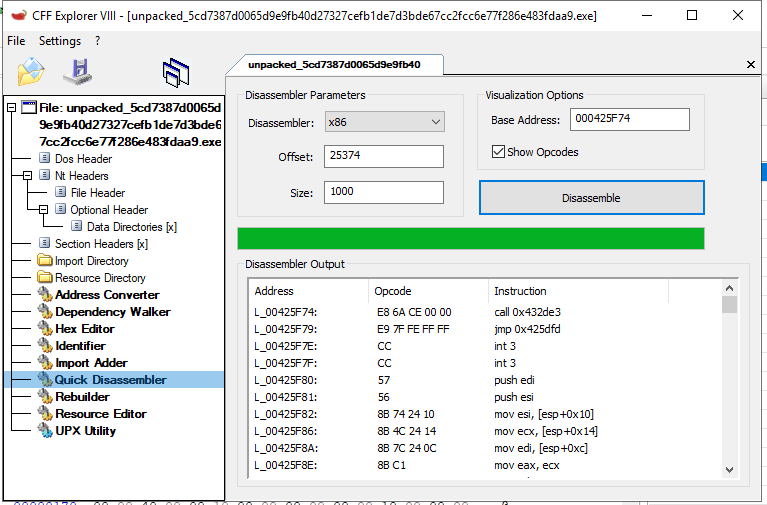 CFF Explorer VIII - [unpacked_5cd7387d0065d9e9fb40d27327cefb1de7d3bde67cc2fcc6e77f286e483fdaa9.exe]
File Settings ?
unpacked_5cd7387d0065d9e9fb40
File: unpacked_5cd7387d0065d
9e9fb40d27327cefb1de7d3bde6
7cc2fcc6e77f286e483fdaa9.exe
Dos Header
Nt Headers
File Header
Optional Header
Data Directories [x]
Section Headers [x]
Import Directory
Resource Directory
Address Converter
Dependency Walker
Hex Editor
Identifier
Import Adder
Quick Disassembler
Rebuilder
Resource Editor
UPX Utility
Disassembler Parameters
Disassembler: x86
Offset: 25374
Size: 1000
Visualization Options
Base Address: 000425F74
Show Opcodes
Disassemble
Disassembler Output
Address Opcode Instruction
L_00425F74: E8 6A CE 00 00 call 0x432de3
L_00425F79: E9 7F FE FF FF jmp 0x425dfd
L_00425F7E: CC int 3
L_00425F7F: CC int 3
L_00425F80: 57 push edi
L_00425F81: 56 push esi
L_00425F82: 8B 74 24 10 mov esi, [esp+0x10]
L_00425F86: 8B 4C 24 14 mov ecx, [esp+0x14]
L_00425F8A: 8B 7C 24 0C mov edi, [esp+0xc]
L_00425F8E: 8B C1 mov eax, ecx